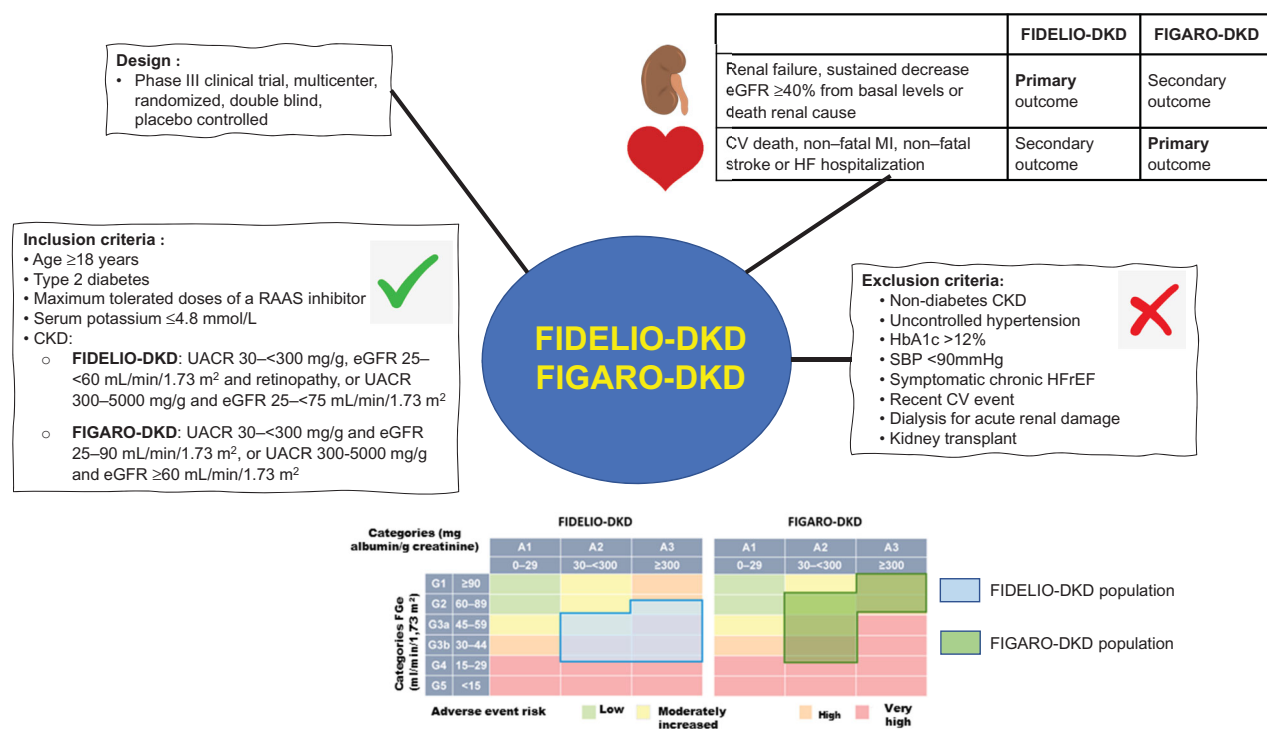 Design :
• Phase III clinical trial, multicenter,
randomized, double blind,
placebo controlled
FIDELIO-DKD FIGARO-DKD
Renal failure, sustained decrease
eGFR ≥40% from basal levels or
death renal cause
Primary
outcome
Secondary
outcome
CV death, non–fatal MI, non–fatal
stroke or HF hospitalization
Secondary
outcome
Primary
outcome
Inclusion criteria :
• Age ≥18 years
• Type 2 diabetes
• Maximum tolerated doses of a RAAS inhibitor
• Serum potassium ≤4.8 mmol/L
• CKD:
o FIDELIO-DKD: UACR 30–<300 mg/g, eGFR 25–
<60 mL/min/1.73 m² and retinopathy, or UACR
300–5000 mg/g and eGFR 25–<75 mL/min/1.73 m²
o FIGARO-DKD: UACR 30–<300 mg/g and eGFR
25–90 mL/min/1.73 m², or UACR 300-5000 mg/g
and eGFR ≥60 mL/min/1.73 m²
FIDELIO-DKD
FIGARO-DKD
Exclusion criteria:
• Non-diabetes CKD
• Uncontrolled hypertension
• HbA1c >12%
• SBP <90mmHg
• Symptomatic chronic HFrEF
• Recent CV event
• Dialysis for acute renal damage
• Kidney transplant
FIDELIO-DKD
FIGARO-DKD
Categories (mg
albumin/g creatinine)
A1 A2 A3
0–29 30–<300 ≥300
A1 A2 A3
0–29 30–<300 ≥300
Categories FGe
(ml/min/1,73 m²)
G1 ≥90
G2 60–89
G3a 45–59
G3b 30–44
G4 15–29
G5 <15
FIDELIO-DKD population
FIGARO-DKD population
Adverse event risk
Low
Moderately
increased
High
Very
high